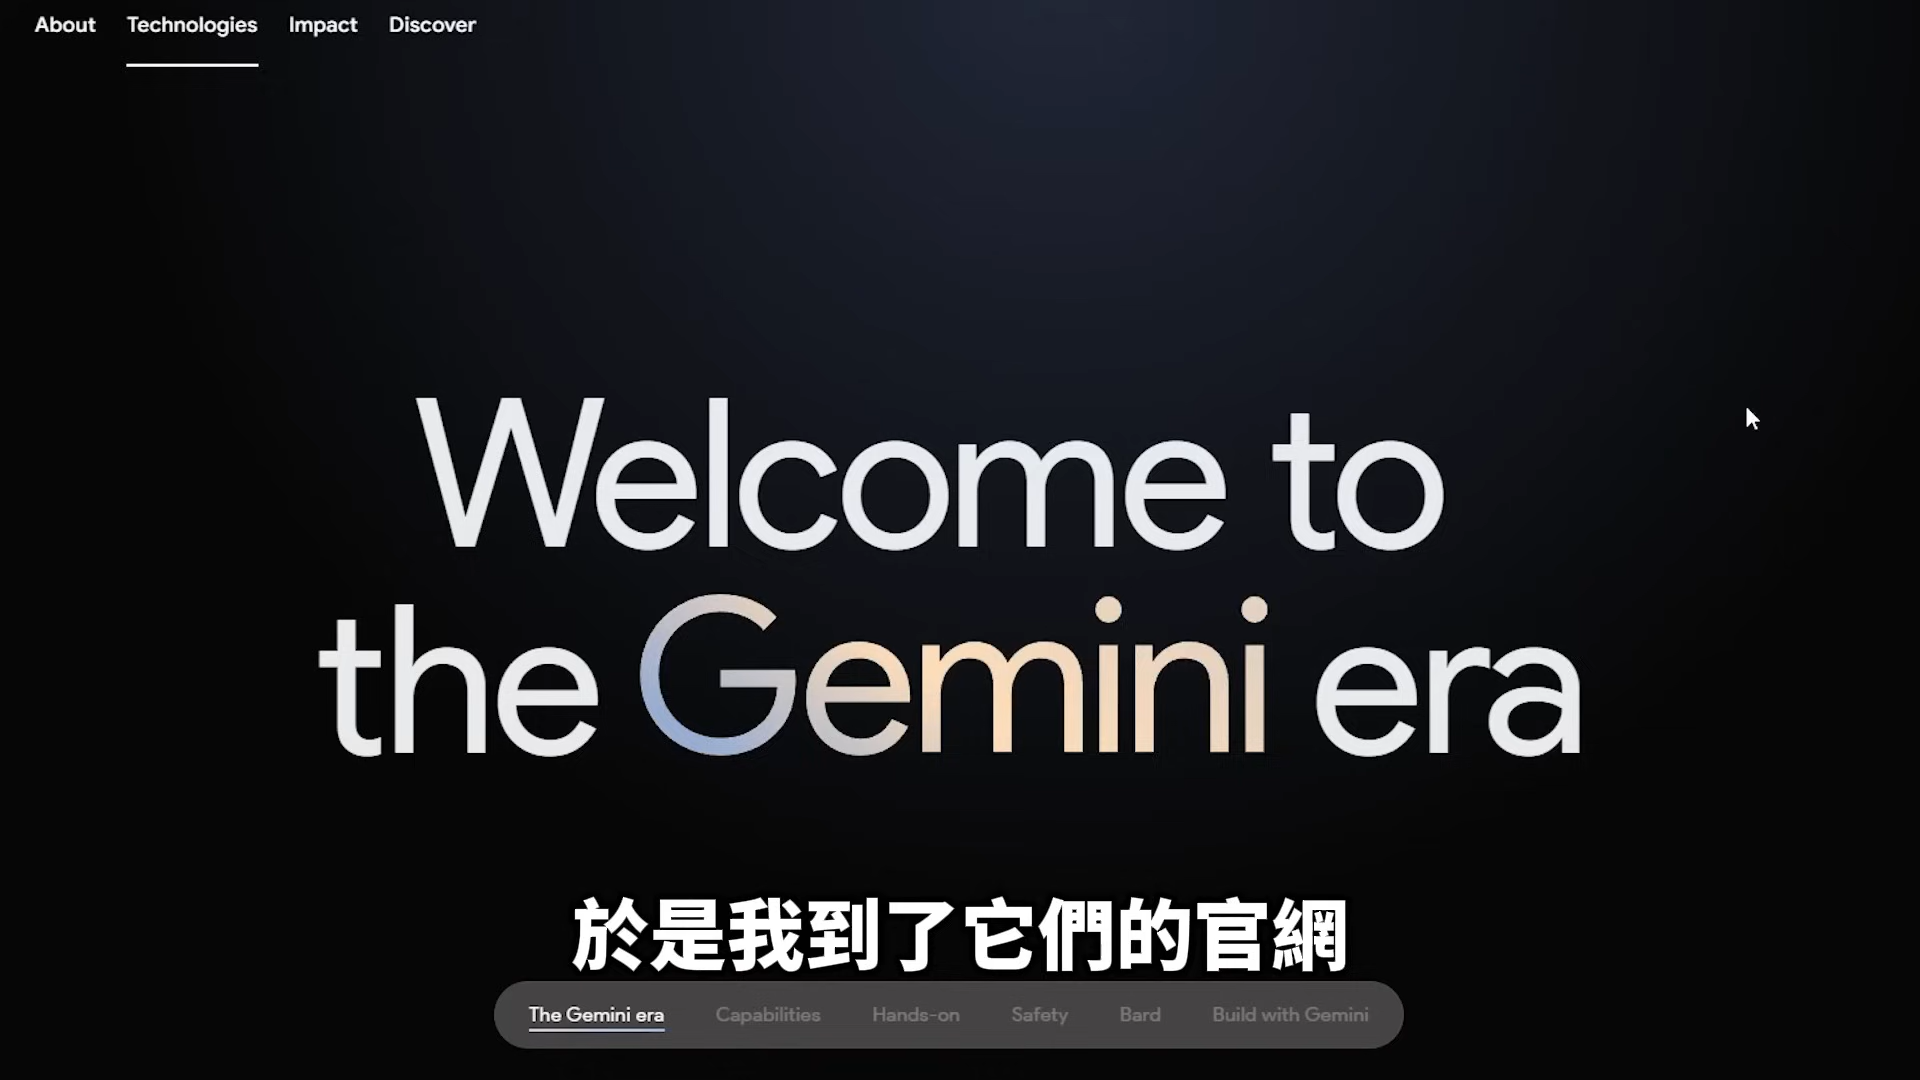 About Technologies Impact Discover
Welcome to
the Gemini era
於是我到了它們的官網
The Gemini era Capabilities Hands-on Safety Bard Build with Gemini